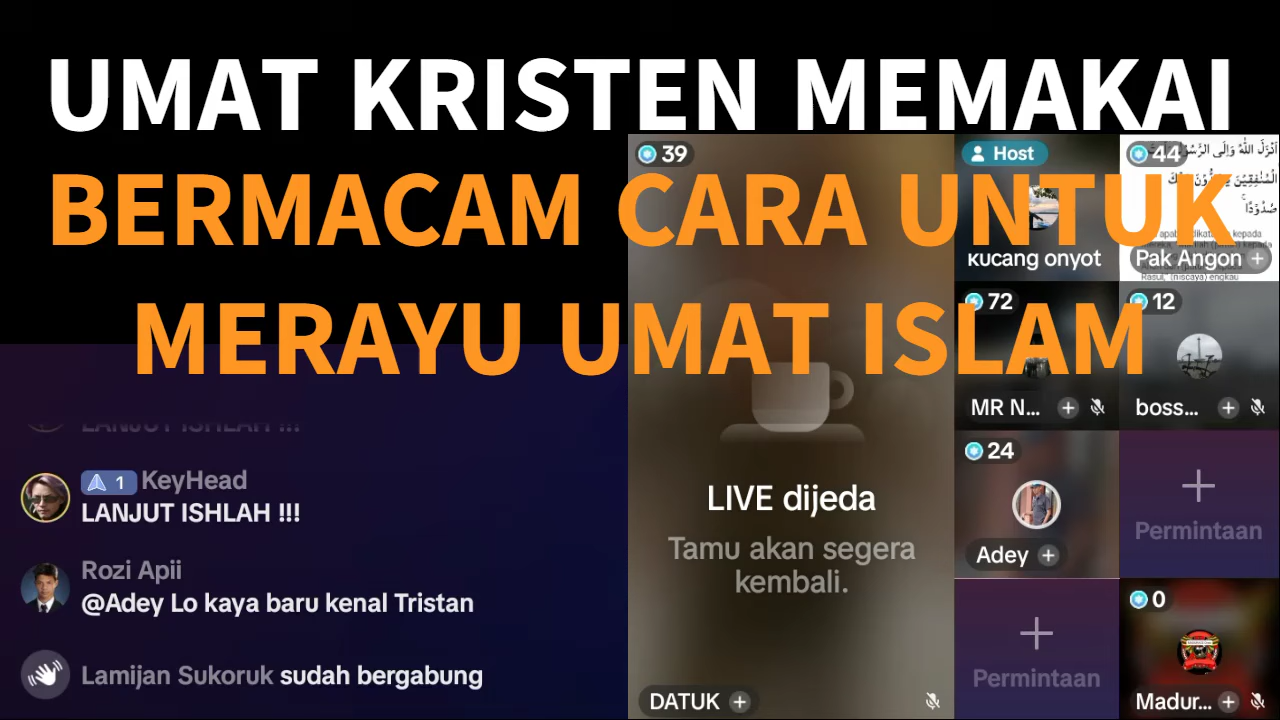 UMAT KRISTEN MEMAKAI
BERMACAM CARA UNTUK
MERAYU UMAT ISLAM
39
Host
kucang onyot
44
Pak Angon +
72
MR N... +
12
boss... +
LIVE dijeda
Tamu akan segera
kembali.
24
Adey +
Permintaan
Permintaan
0
Madur... +
DATUK +
LANJUT ISHLAH !!!
1 KeyHead
LANJUT ISHLAH !!!
Rozi Apii
@Adey Lo kaya baru kenal Tristan
Lamijan Sukoruk sudah bergabung